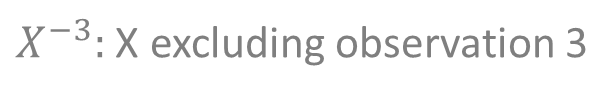 X⁻³: X excluding observation 3